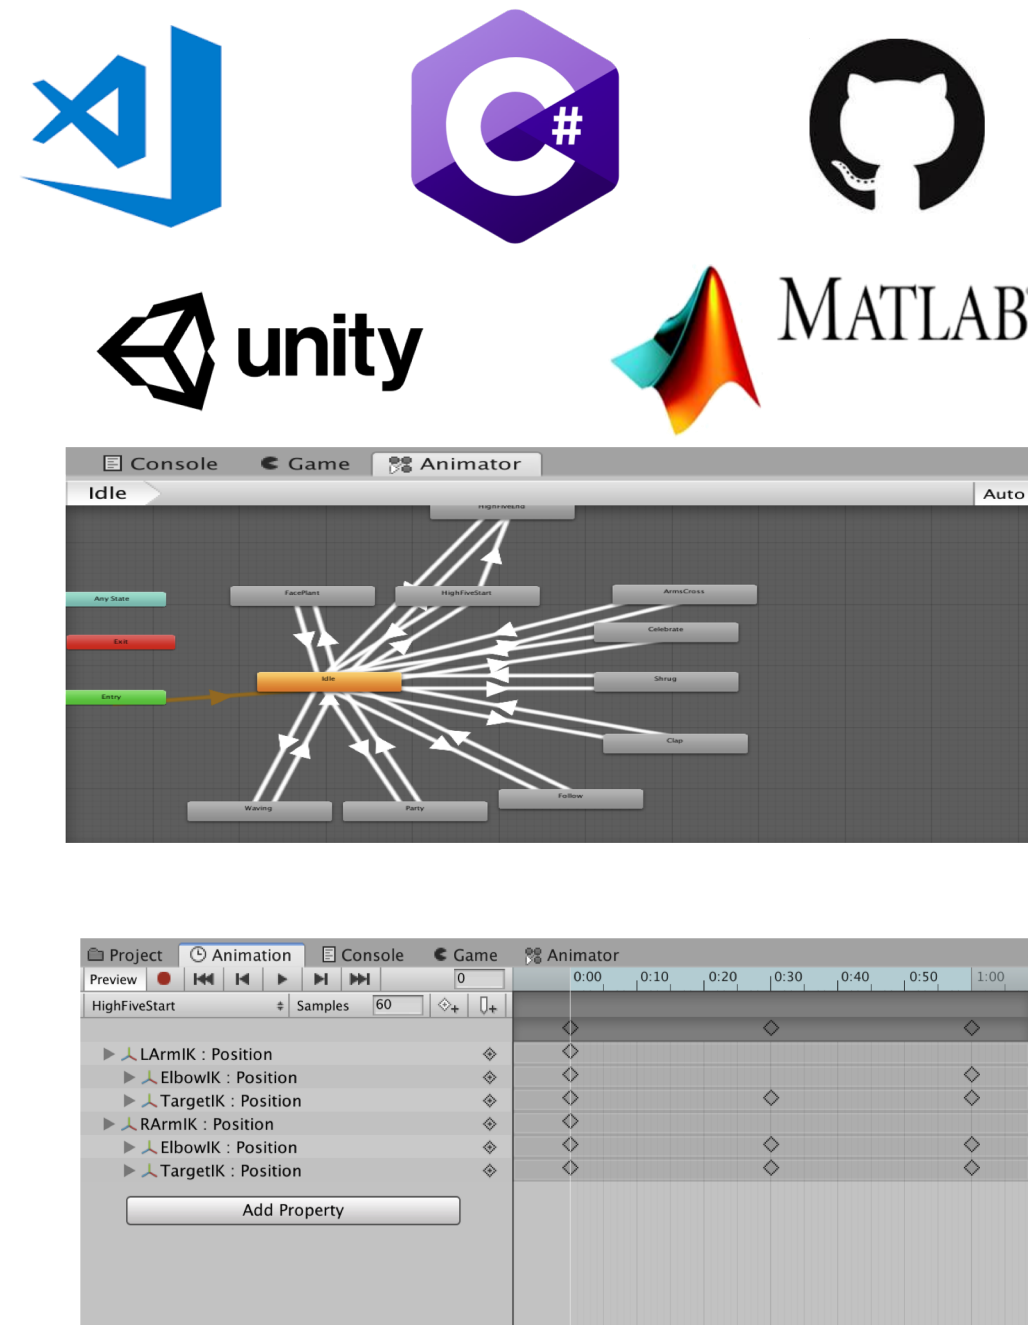 C#
unity
MATLAB
Console Game Animator
Idle Auto
HighFiveEnd
FacePlant HighFiveStart ArmsCross
Any State
Celebrate
Exit
Idle Shrug
Entry
Clap
Follow
Waving Party
Project Animation Console Game Animator
Preview 0 0:00 0:10 0:20 0:30 0:40 0:50 1:00
HighFiveStart Samples 60
LArmIK : Position
ElbowIK : Position
TargetIK : Position
RArmIK : Position
ElbowIK : Position
TargetIK : Position
Add Property